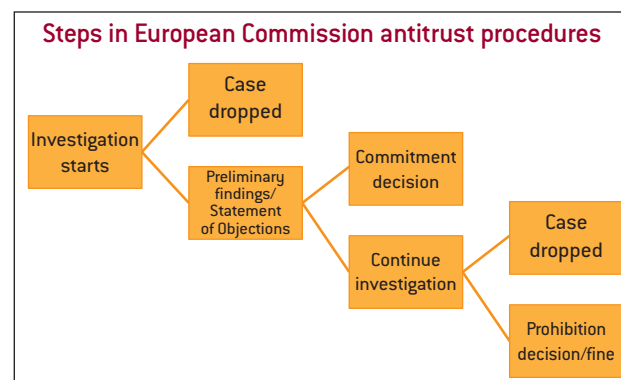 Steps in European Commission antitrust procedures
Case
dropped
Investigation
starts
Preliminary
findings/
Statement
of Objections
Commitment
decision
Continue
investigation
Case
dropped
Prohibition
decision/fine